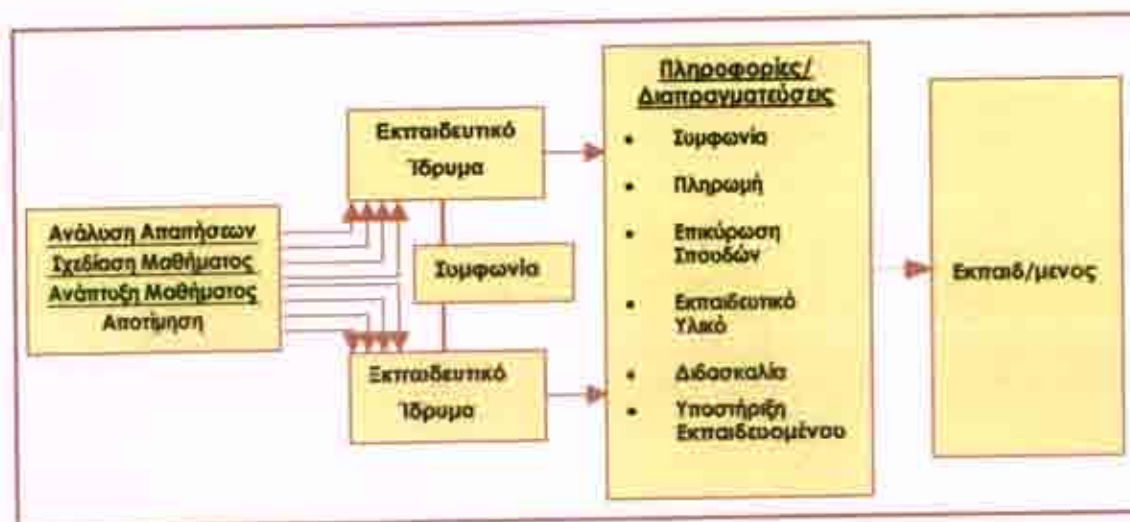 Ανάλυση Απαιτήσεων
Σχεδίαση Μαθήματος
Ανάπτυξη Μαθήματος
Αποτίμηση
Εκπαιδευτικό
Ίδρυμα
Συμφωνία
Εκπαιδευτικό
Ίδρυμα
Πληροφορίες/
Διαπραγματεύσεις
• Συμφωνία
• Πληρωμή
• Επικύρωση
Σπουδών
• Εκπαιδευτικό
Υλικό
• Διδασκαλία
• Υποστήριξη
Εκπαιδευομένου
Εκπαιδ/μενος